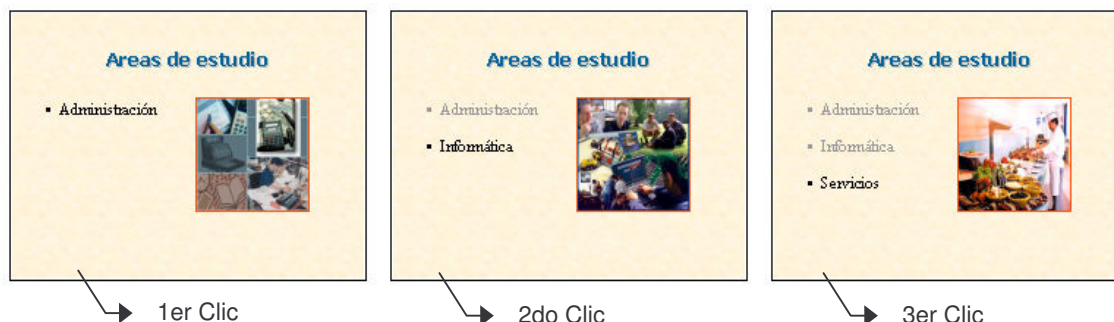 Areas de estudio
▪ Administración
1er Clic
Areas de estudio
▪ Administración
▪ Informática
2do Clic
Areas de estudio
▪ Administración
▪ Informática
▪ Servicios
3er Clic